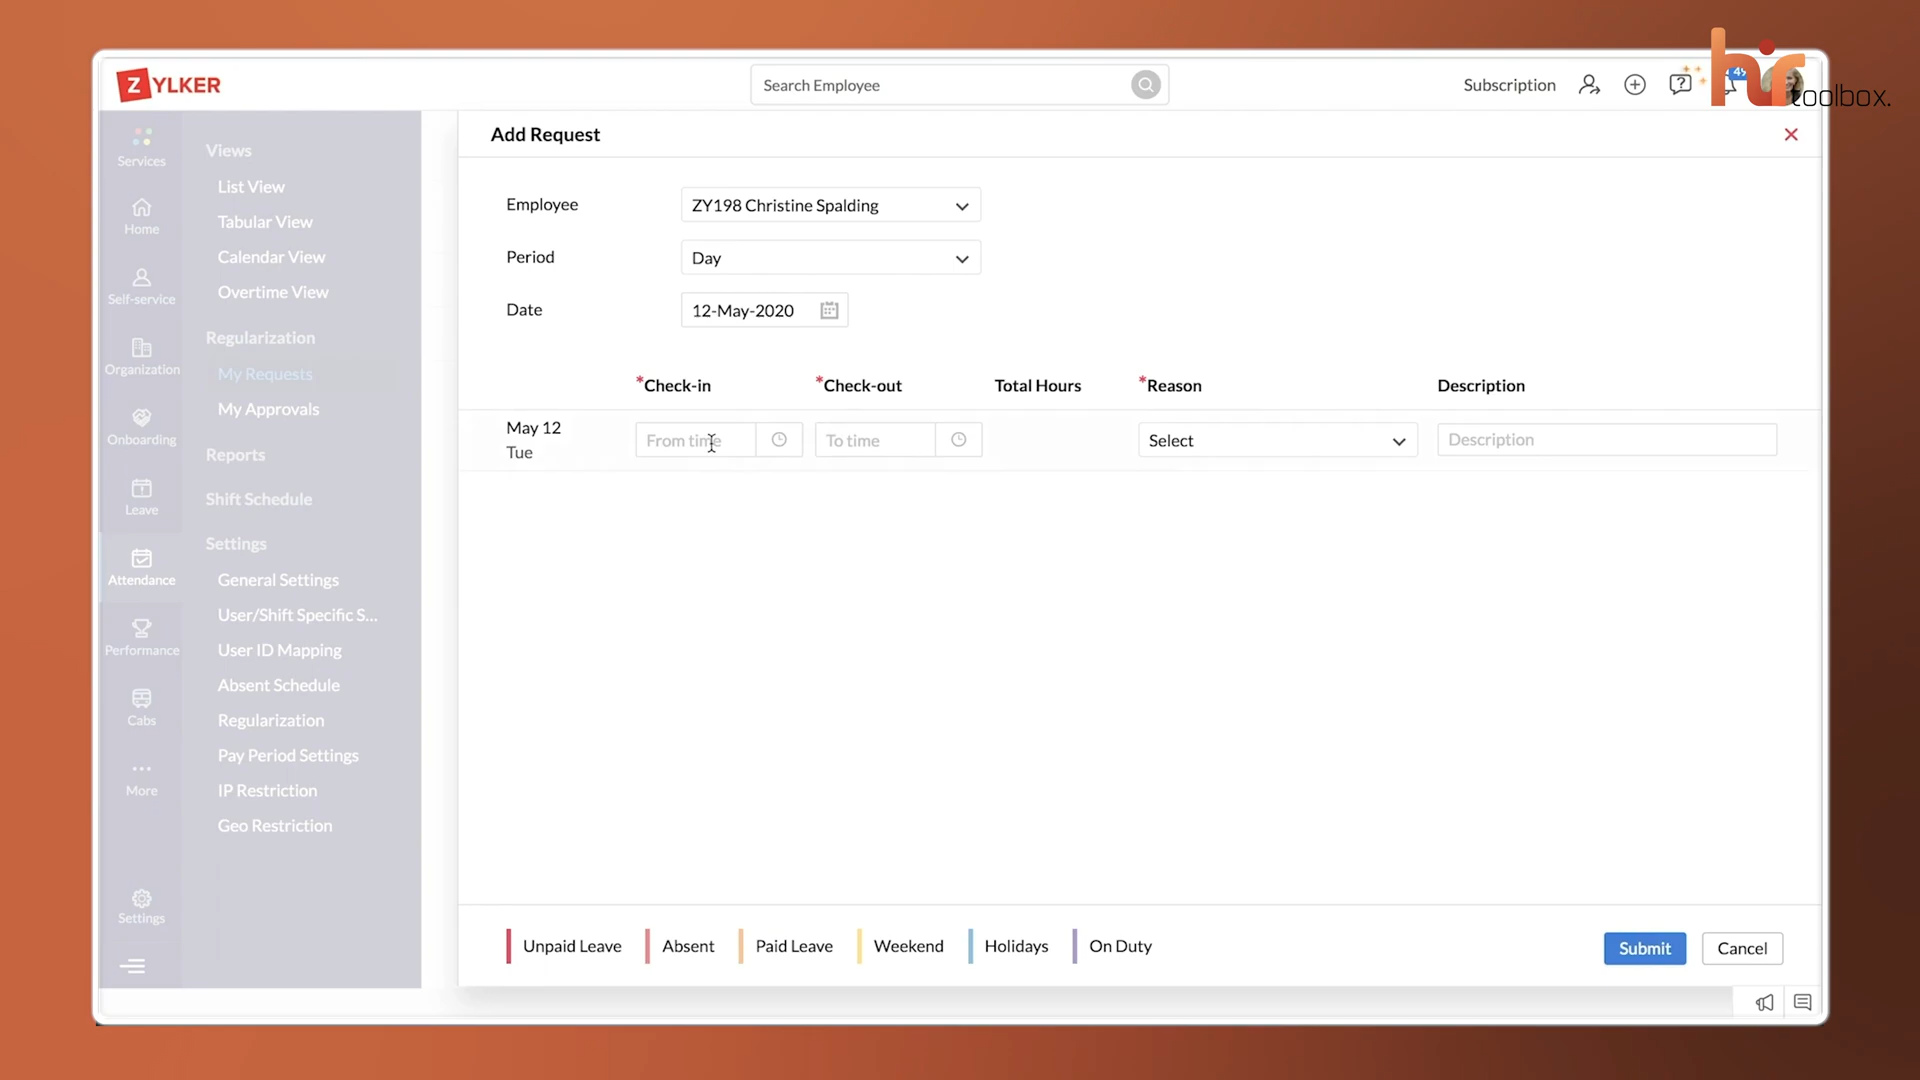 ZYLKER
Search Employee
Subscription
49
hr toolbox.
Services
Home
Self-service
Organization
Onboarding
Leave
Attendance
Performance
Cabs
More
Settings
Views
List View
Tabular View
Calendar View
Overtime View
Regularization
My Requests
My Approvals
Reports
Shift Schedule
Settings
General Settings
User/Shift Specific S...
User ID Mapping
Absent Schedule
Regularization
Pay Period Settings
IP Restriction
Geo Restriction
Add Request
Employee ZY198 Christine Spalding
Period Day
Date 12-May-2020
*Check-in *Check-out Total Hours *Reason Description
May 12 From time To time Select Description
Tue
Unpaid Leave Absent Paid Leave Weekend Holidays On Duty Submit Cancel